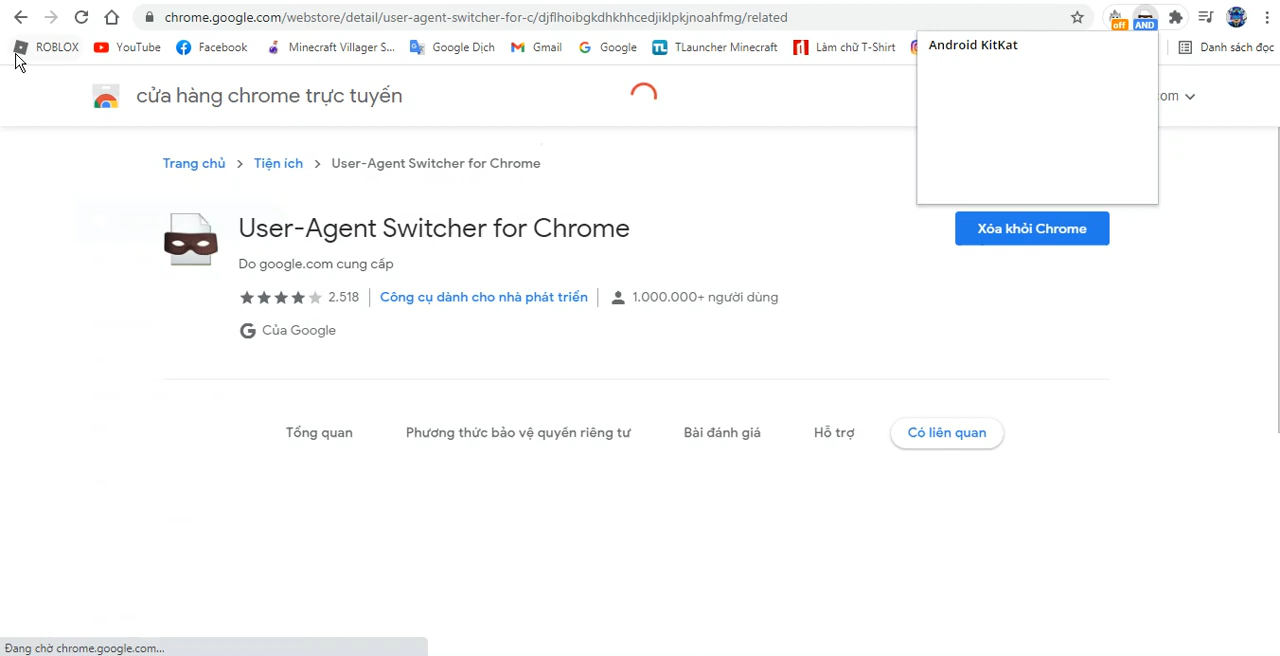 chrome.google.com/webstore/detail/user-agent-switcher-for-c/djflhoibgkdhkhhcedjiklpkjnoahfmg/related
off
AND
ROBLOX
YouTube
Facebook
Minecraft Villager S...
Google Dịch
Gmail
Google
TLauncher Minecraft
Làm chữ T-Shirt
Danh sách đọc
Android KitKat
cửa hàng chrome trực tuyến
om
Trang chủ > Tiện ích > User-Agent Switcher for Chrome
User-Agent Switcher for Chrome
Xóa khỏi Chrome
Do google.com cung cấp
2.518
Công cụ dành cho nhà phát triển
1.000.000+ người dùng
Của Google
Tổng quan
Phương thức bảo vệ quyền riêng tư
Bài đánh giá
Hỗ trợ
Có liên quan
Đang chờ chrome.google.com...